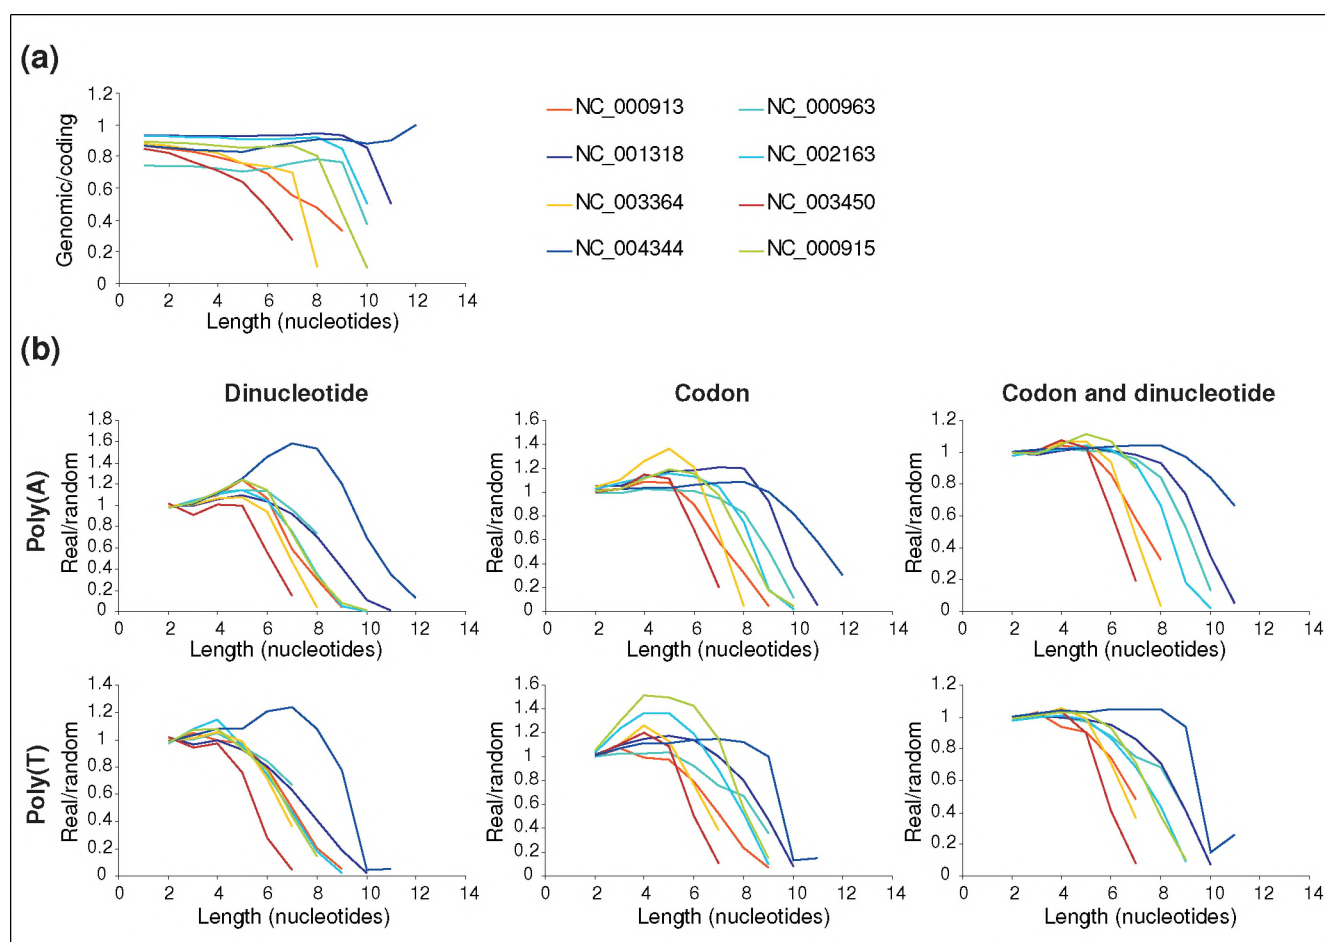 (a)
1.2
1
0.8
0.6
0.4
0.2
0
0 2 4 6 8 10 12 14
Genomic/coding
Length (nucleotides)
NC_000913 NC_000963
NC_001318 NC_002163
NC_003364 NC_003450
NC_004344 NC_000915
(b)
Dinucleotide Codon Codon and dinucleotide
Poly(A)
Real/random
1.8
1.6
1.4
1.2
1
0.8
0.6
0.4
0.2
0
0 2 4 6 8 10 12 14
Length (nucleotides)
Real/random
1.6
1.4
1.2
1
0.8
0.6
0.4
0.2
0
0 2 4 6 8 10 12 14
Length (nucleotides)
Real/random
1.2
1
0.8
0.6
0.4
0.2
0
0 2 4 6 8 10 12 14
Length (nucleotides)
Poly(T)
Real/random
1.4
1.2
1
0.8
0.6
0.4
0.2
0
0 2 4 6 8 10 12 14
Length (nucleotides)
Real/random
1.6
1.4
1.2
1
0.8
0.6
0.4
0.2
0
0 2 4 6 8 10 12 14
Length (nucleotides)
Real/random
1.2
1
0.8
0.6
0.4
0.2
0
0 2 4 6 8 10 12 14
Length (nucleotides)